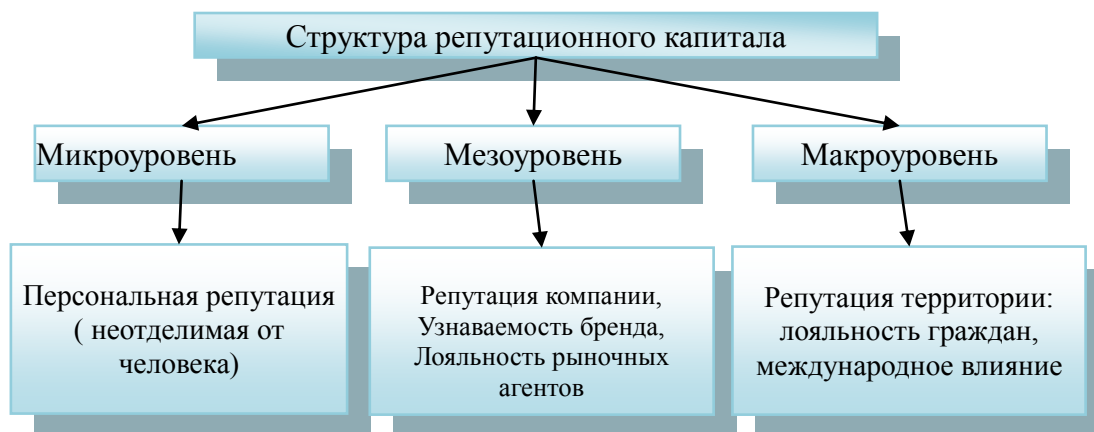 Структура репутационного капитала
Микроуровень
Мезоуровень
Макроуровень
Персональная репутация
( неотделимая от
человека)
Репутация компании,
Узнаваемость бренда,
Лояльность рыночных
агентов
Репутация территории:
лояльность граждан,
международное влияние